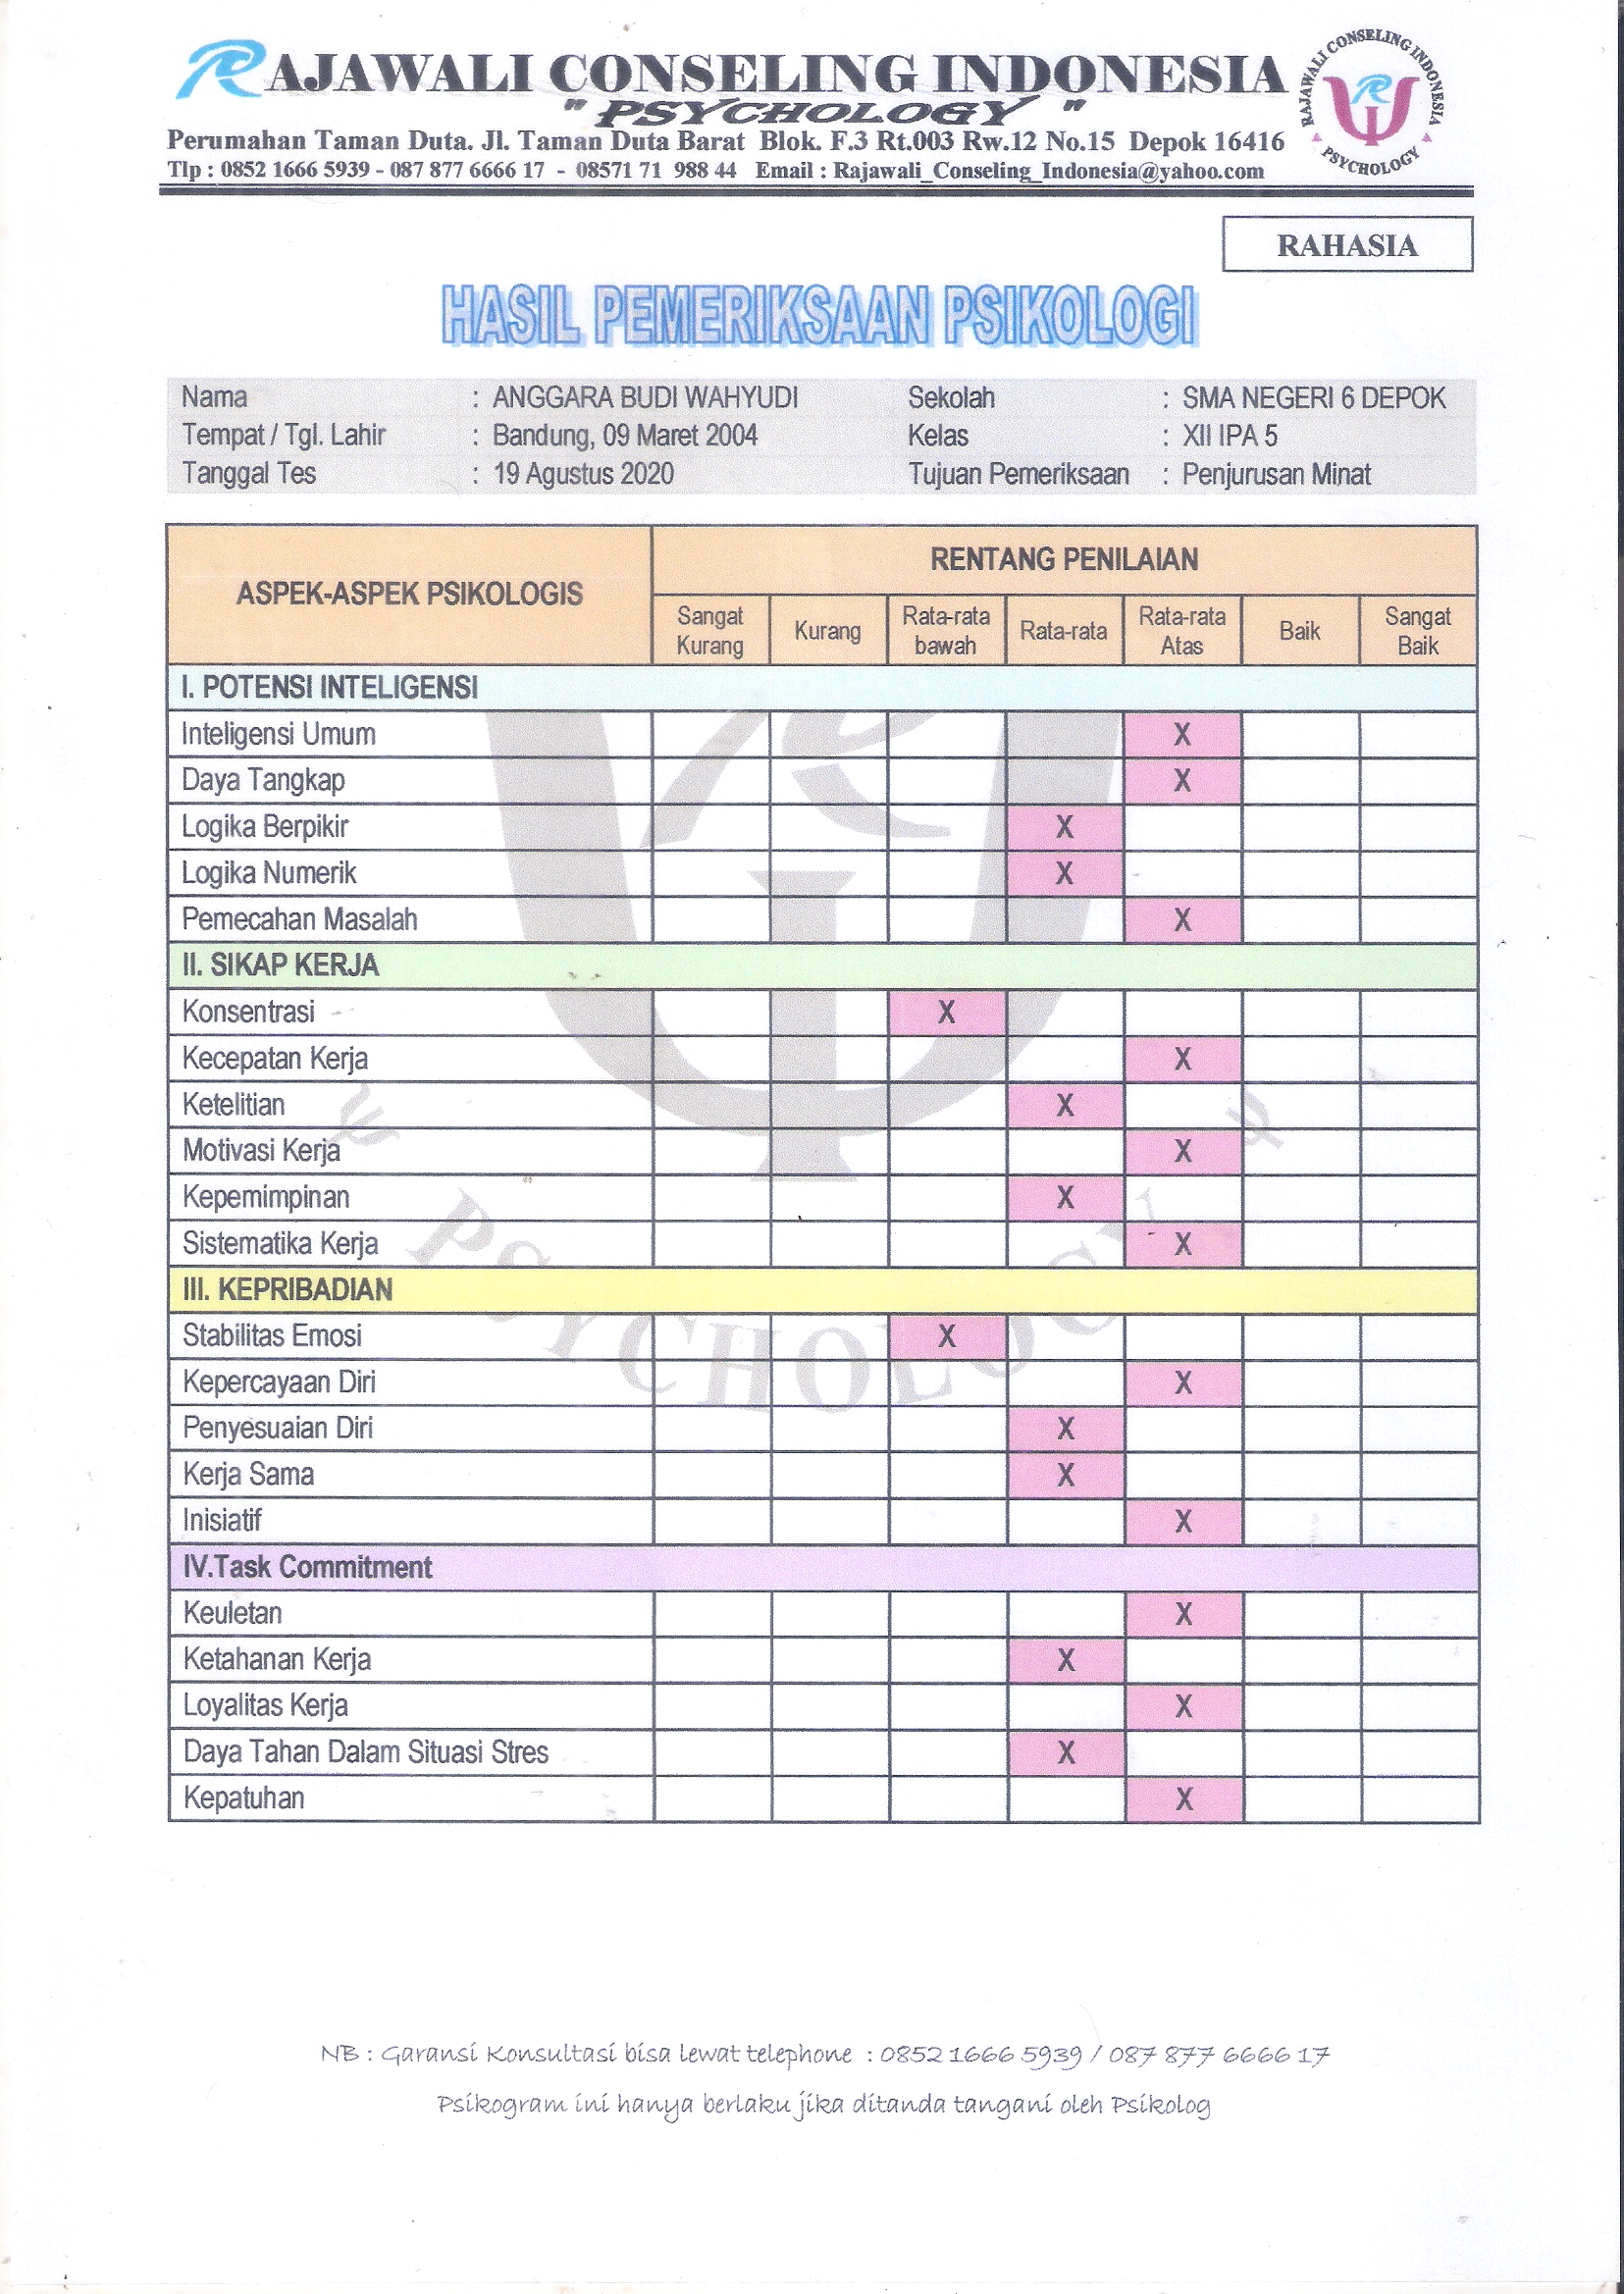 RAJAWALI CONSELING INDONESIA
" PSYCHOLOGY "
Perumahan Taman Duta. Jl. Taman Duta Barat Blok. F.3 Rt.003 Rw.12 No.15 Depok 16416
Tlp : 0852 1666 5939 - 087 877 6666 17 - 08571 71 988 44 Email : Rajawali_Conseling_Indonesia@yahoo.com
RAJAWALI CONSELING INDONESIA
PSYCHOLOGY
RAHASIA
HASIL PEMERIKSAAN PSIKOLOGI
Nama : ANGGARA BUDI WAHYUDI Sekolah : SMA NEGERI 6 DEPOK
Tempat / Tgl. Lahir : Bandung, 09 Maret 2004 Kelas : XII IPA 5
Tanggal Tes : 19 Agustus 2020 Tujuan Pemeriksaan : Penjurusan Minat
ASPEK-ASPEK PSIKOLOGIS
RENTANG PENILAIAN
Sangat Kurang
Kurang
Rata-rata bawah
Rata-rata
Rata-rata Atas
Baik
Sangat Baik
I. POTENSI INTELIGENSI
Inteligensi Umum X
Daya Tangkap X
Logika Berpikir X
Logika Numerik X
Pemecahan Masalah X
II. SIKAP KERJA
Konsentrasi X
Kecepatan Kerja X
Ketelitian X
Motivasi Kerja X
Kepemimpinan X
Sistematika Kerja X
III. KEPRIBADIAN
Stabilitas Emosi X
Kepercayaan Diri X
Penyesuaian Diri X
Kerja Sama X
Inisiatif X
IV.Task Commitment
Keuletan X
Ketahanan Kerja X
Loyalitas Kerja X
Daya Tahan Dalam Situasi Stres X
Kepatuhan X
PSYCHOLOGY
NB : Garansi Konsultasi bisa lewat telephone : 0852 1666 5939 / 087 877 6666 17
Psikogram ini hanya berlaku jika ditanda tangani oleh Psikolog